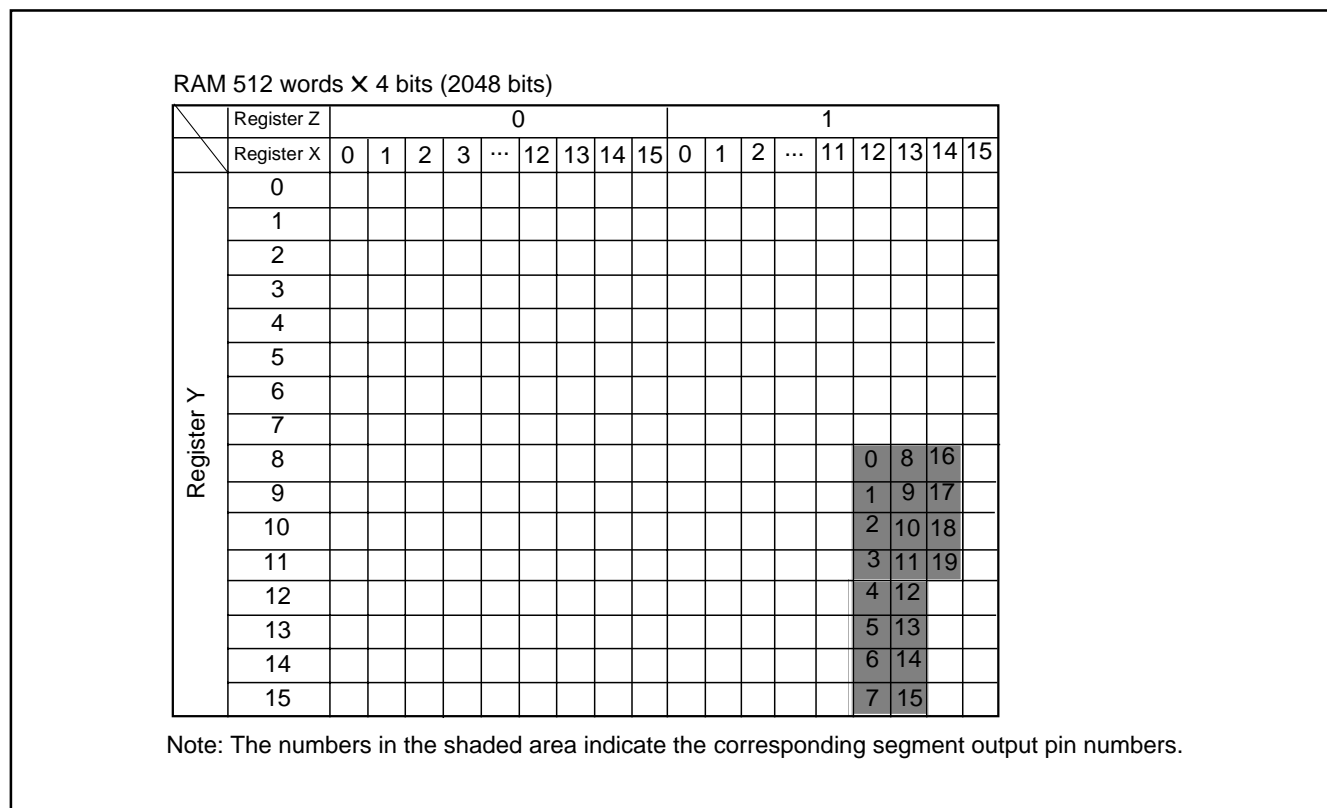 RAM 512 words X 4 bits (2048 bits)
Register Z 0 1
Register X 0 1 2 3 ... 12 13 14 15 0 1 2 ... 11 12 13 14 15
Register Y
0
1
2
3
4
5
6
7
8 0 8 16
9 1 9 17
10 2 10 18
11 3 11 19
12 4 12
13 5 13
14 6 14
15 7 15
Note: The numbers in the shaded area indicate the corresponding segment output pin numbers.